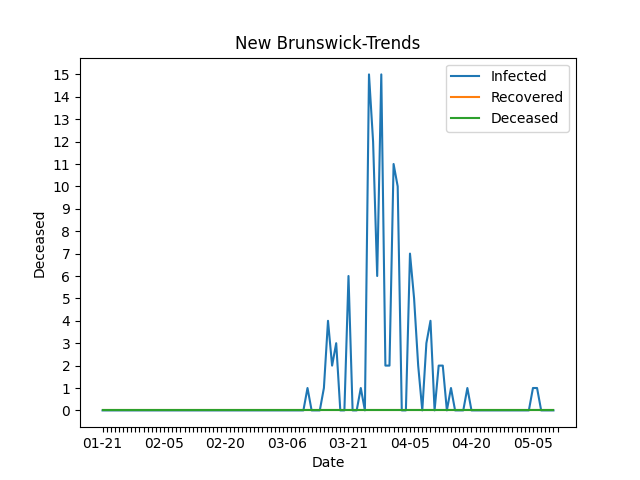 New Brunswick-Trends
Infected
Recovered
Deceased
15
14
13
12
11
10
9
8
7
6
5
4
3
2
1
0
Deceased
01-21 02-05 02-20 03-06 03-21 04-05 04-20 05-05
Date